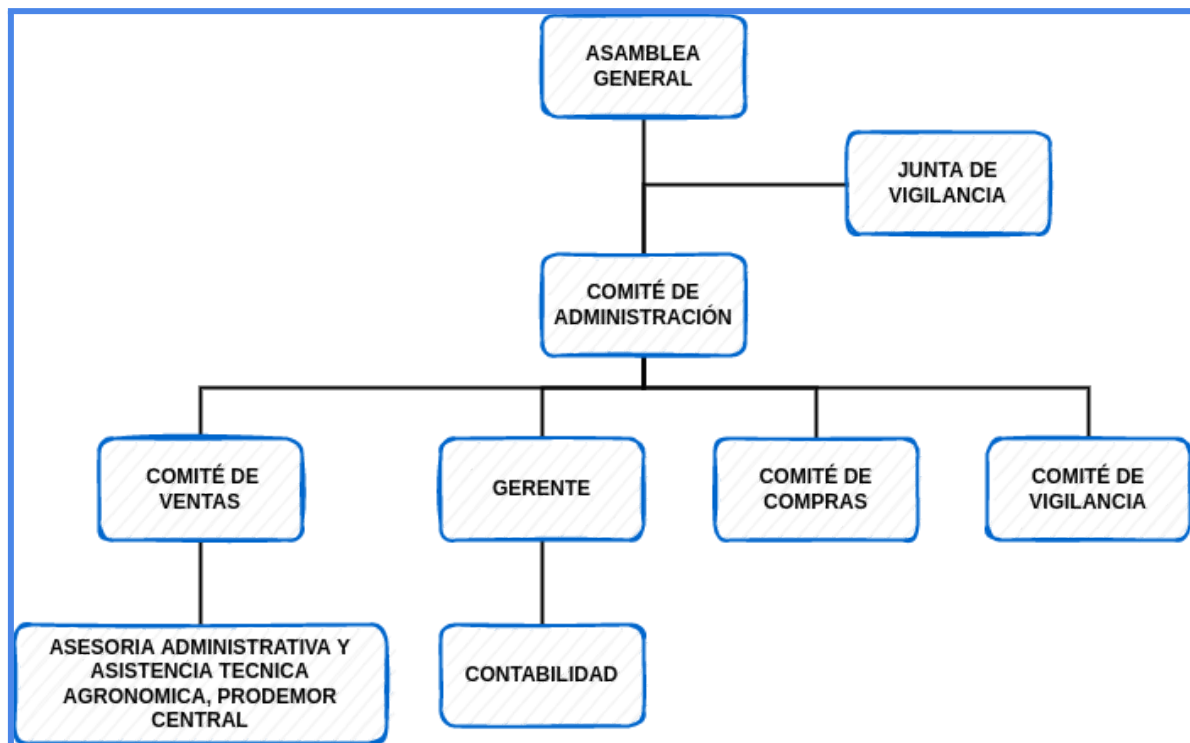 ASAMBLEA
GENERAL
JUNTA DE
VIGILANCIA
COMITÉ DE
ADMINISTRACIÓN
COMITÉ DE
VENTAS
GERENTE
COMITÉ DE
COMPRAS
COMITÉ DE
VIGILANCIA
ASESORIA ADMINISTRATIVA Y
ASISTENCIA TECNICA
AGRONOMICA, PRODEMOR
CENTRAL
CONTABILIDAD